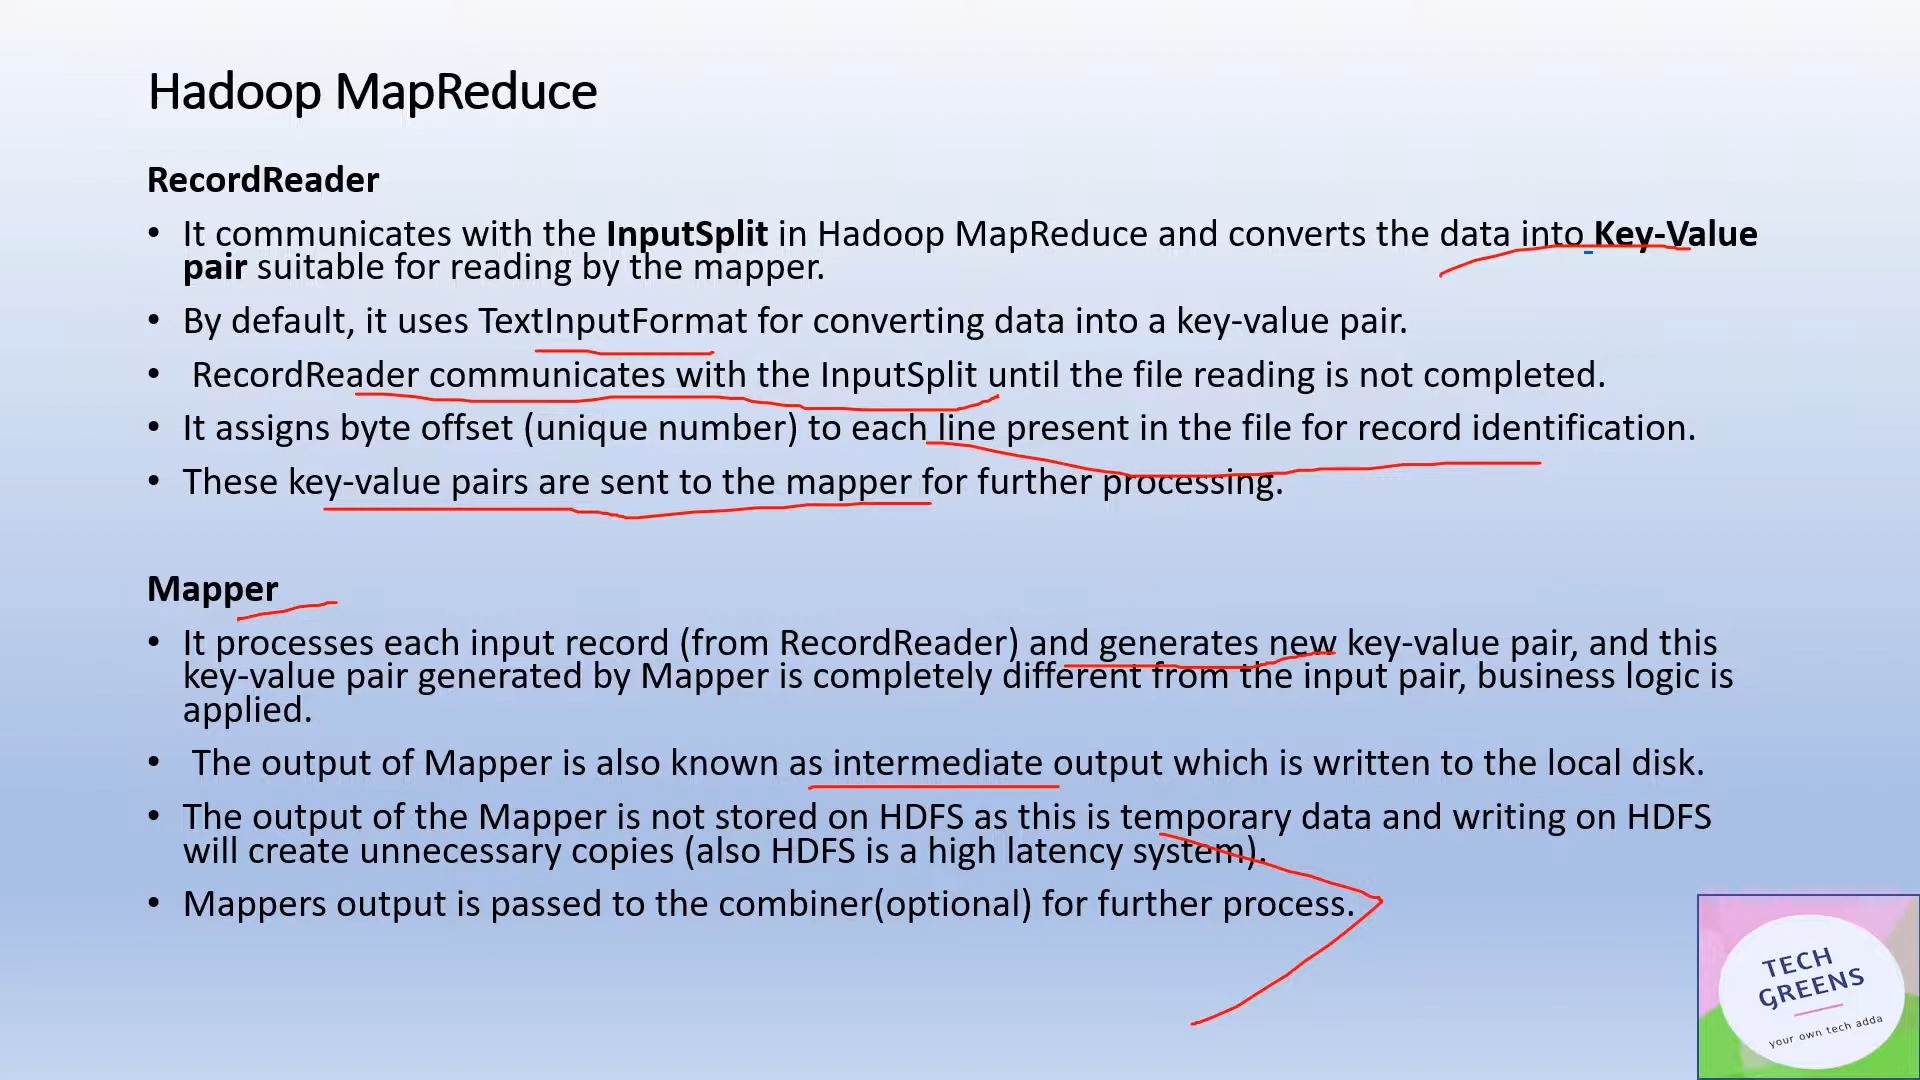 Hadoop MapReduce
RecordReader
• It communicates with the InputSplit in Hadoop MapReduce and converts the data into Key-Value
pair suitable for reading by the mapper.
• By default, it uses TextInputFormat for converting data into a key-value pair.
• RecordReader communicates with the InputSplit until the file reading is not completed.
• It assigns byte offset (unique number) to each line present in the file for record identification.
• These key-value pairs are sent to the mapper for further processing.
Mapper
• It processes each input record (from RecordReader) and generates new key-value pair, and this
key-value pair generated by Mapper is completely different from the input pair, business logic is
applied.
• The output of Mapper is also known as intermediate output which is written to the local disk.
• The output of the Mapper is not stored on HDFS as this is temporary data and writing on HDFS
will create unnecessary copies (also HDFS is a high latency system).
• Mappers output is passed to the combiner(optional) for further process.
TECH
GREENS
your own tech adda